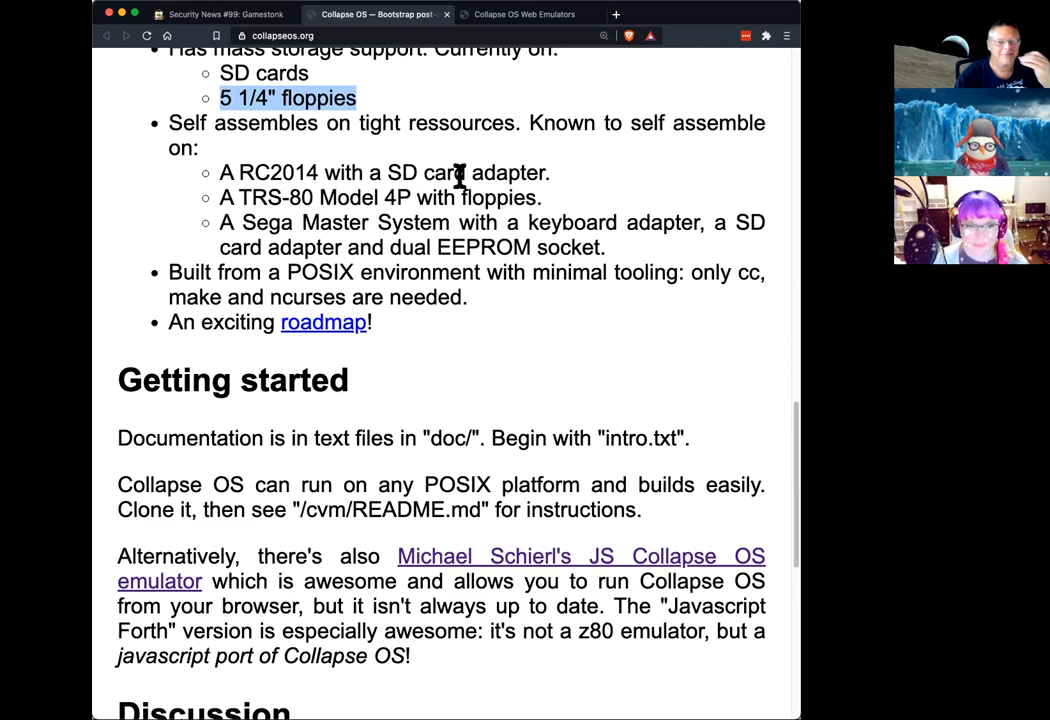 Security News #99: Gamestonk
Collapse OS — Bootstrap post-
Collapse OS Web Emulators
collapseos.org
Has mass storage support. Currently on:
SD cards
5 1/4" floppies
Self assembles on tight ressources. Known to self assemble
on:
A RC2014 with a SD card adapter.
A TRS-80 Model 4P with floppies.
A Sega Master System with a keyboard adapter, a SD
card adapter and dual EEPROM socket.
Built from a POSIX environment with minimal tooling: only cc,
make and ncurses are needed.
An exciting roadmap!
Getting started
Documentation is in text files in "doc/". Begin with "intro.txt".
Collapse OS can run on any POSIX platform and builds easily.
Clone it, then see "/cvm/README.md" for instructions.
Alternatively, there's also Michael Schierl's JS Collapse OS
emulator which is awesome and allows you to run Collapse OS
from your browser, but it isn't always up to date. The "Javascript
Forth" version is especially awesome: it's not a z80 emulator, but a
javascript port of Collapse OS!
Discussion